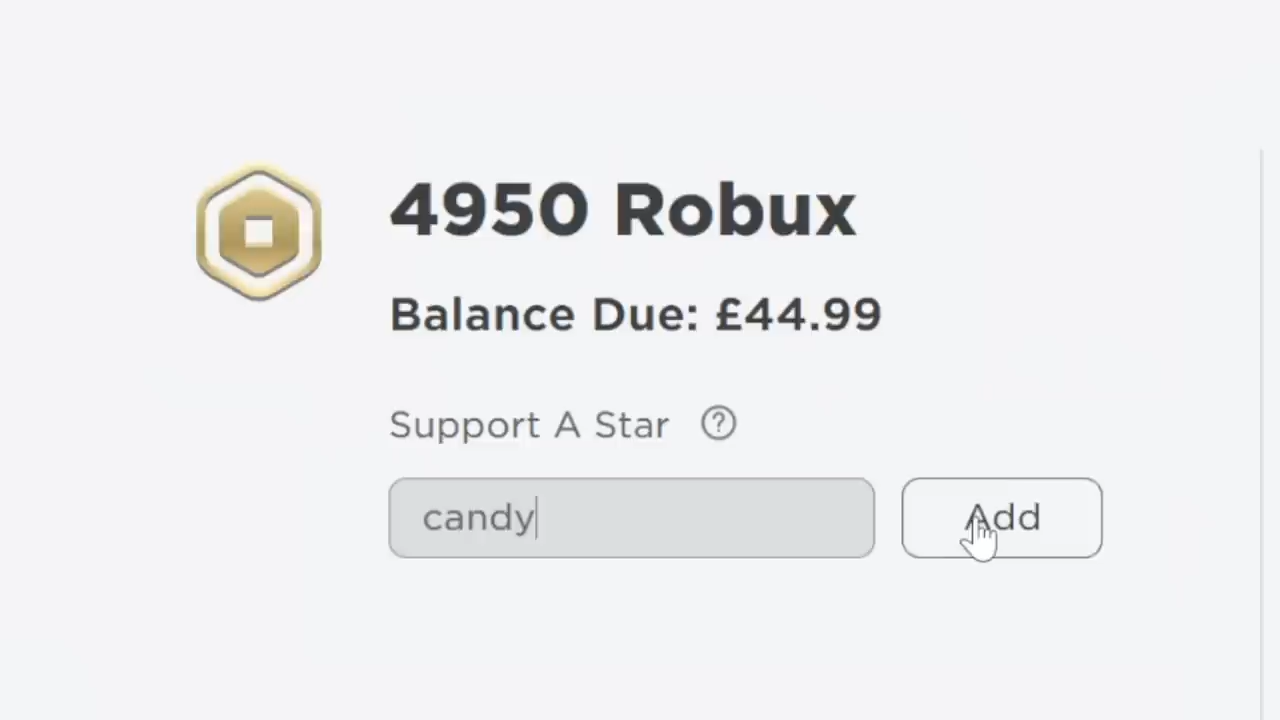 4950 Robux
Balance Due: £44.99
Support A Star ?
candy
Add